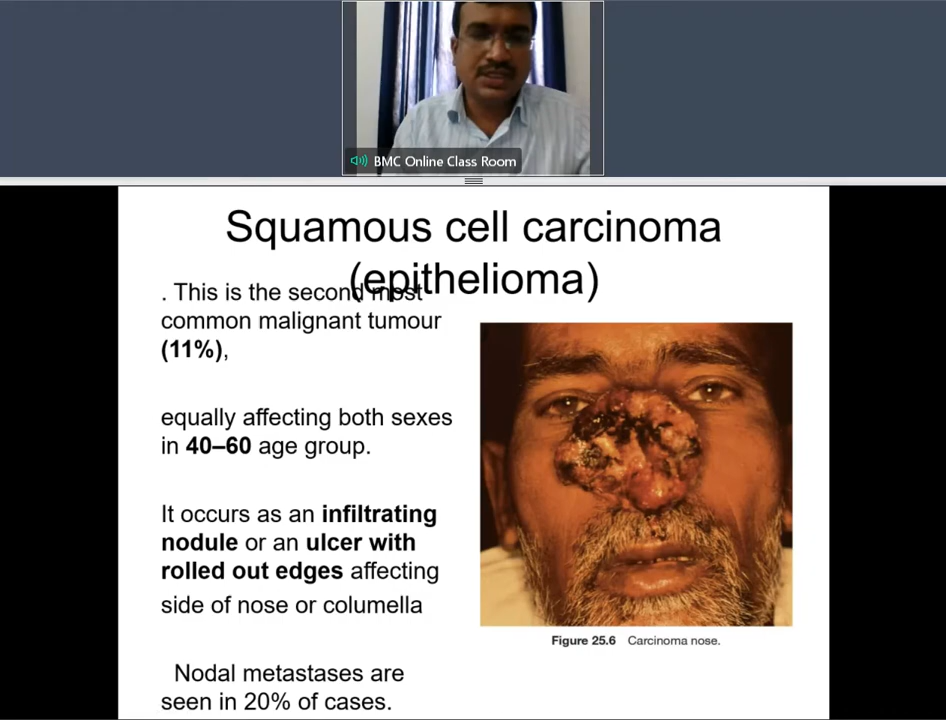 BMC Online Class Room
Squamous cell carcinoma
(epithelioma)
. This is the second most
common malignant tumour
(11%),
equally affecting both sexes
in 40–60 age group.
It occurs as an infiltrating
nodule or an ulcer with
rolled out edges affecting
side of nose or columella
Nodal metastases are
seen in 20% of cases.
Figure 25.6 Carcinoma nose.